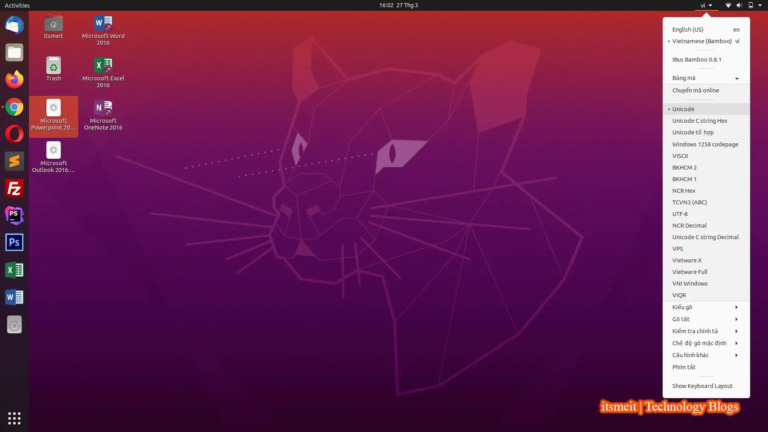 Activities
16:02 27 Thg 3
vi
itsmeit
Microsoft Word
2016
Trash
Microsoft Excel
2016
Microsoft
Powerpoint 20...
Microsoft
OneNote 2016
Microsoft
Outlook 2016....
FZ
PS
Ps
English (US) en
• Vietnamese (Bamboo) vi
IBus Bamboo 0.8.1
Bảng mã
Chuyển mã online
• Unicode
Unicode C string Hex
Unicode tổ hợp
Windows 1258 codepage
VISCII
BKHCM 2
BKHCM 1
NCR Hex
TCVN3 (ABC)
UTF-8
NCR Decimal
Unicode C string Decimal
VPS
Vietware X
Vietware Full
VNI Windows
VIQR
Kiểu gõ
Gõ tắt
Kiểm tra chính tả
Chế độ gõ mặc định
Cấu hình khác
Phím tắt
Show Keyboard Layout
itsmeit | Technology Blogs